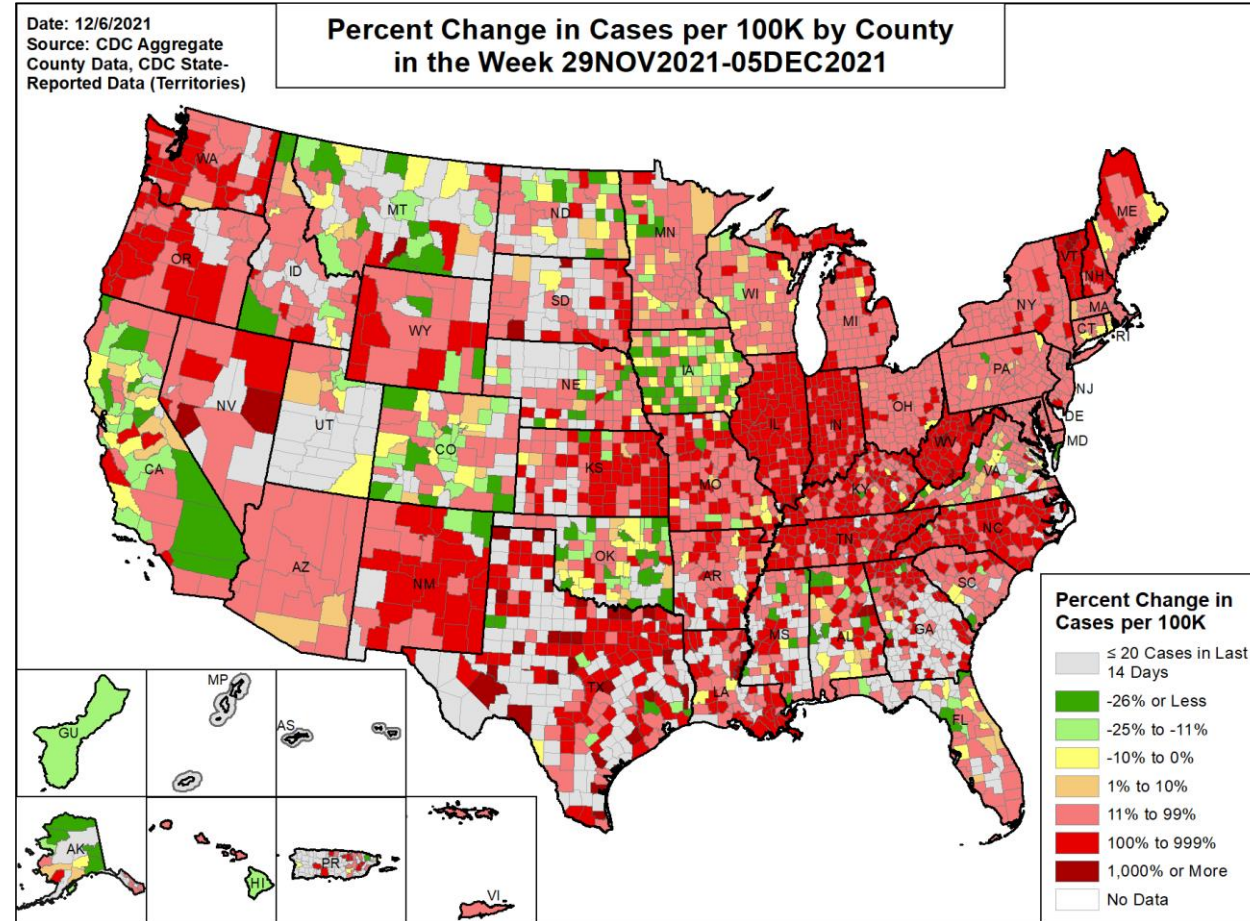 Date: 12/6/2021
Source: CDC Aggregate
County Data, CDC State-
Reported Data (Territories)
Percent Change in Cases per 100K by County
in the Week 29NOV2021-05DEC2021
WA
MT
ND
MN
ME
OR
ID
SD
WI
MI
VT
NH
NY
MA
CT
RI
WY
NE
IA
PA
NJ
NV
UT
CO
IL
IN
OH
DE
MD
WV
VA
CA
KS
MO
KY
AZ
NM
OK
AR
TN
NC
SC
MS
AL
GA
TX
LA
FL
GU
MP
AS
AK
HI
PR
VI
Percent Change in
Cases per 100K
≤ 20 Cases in Last
14 Days
-26% or Less
-25% to -11%
-10% to 0%
1% to 10%
11% to 99%
100% to 999%
1,000% or More
No Data